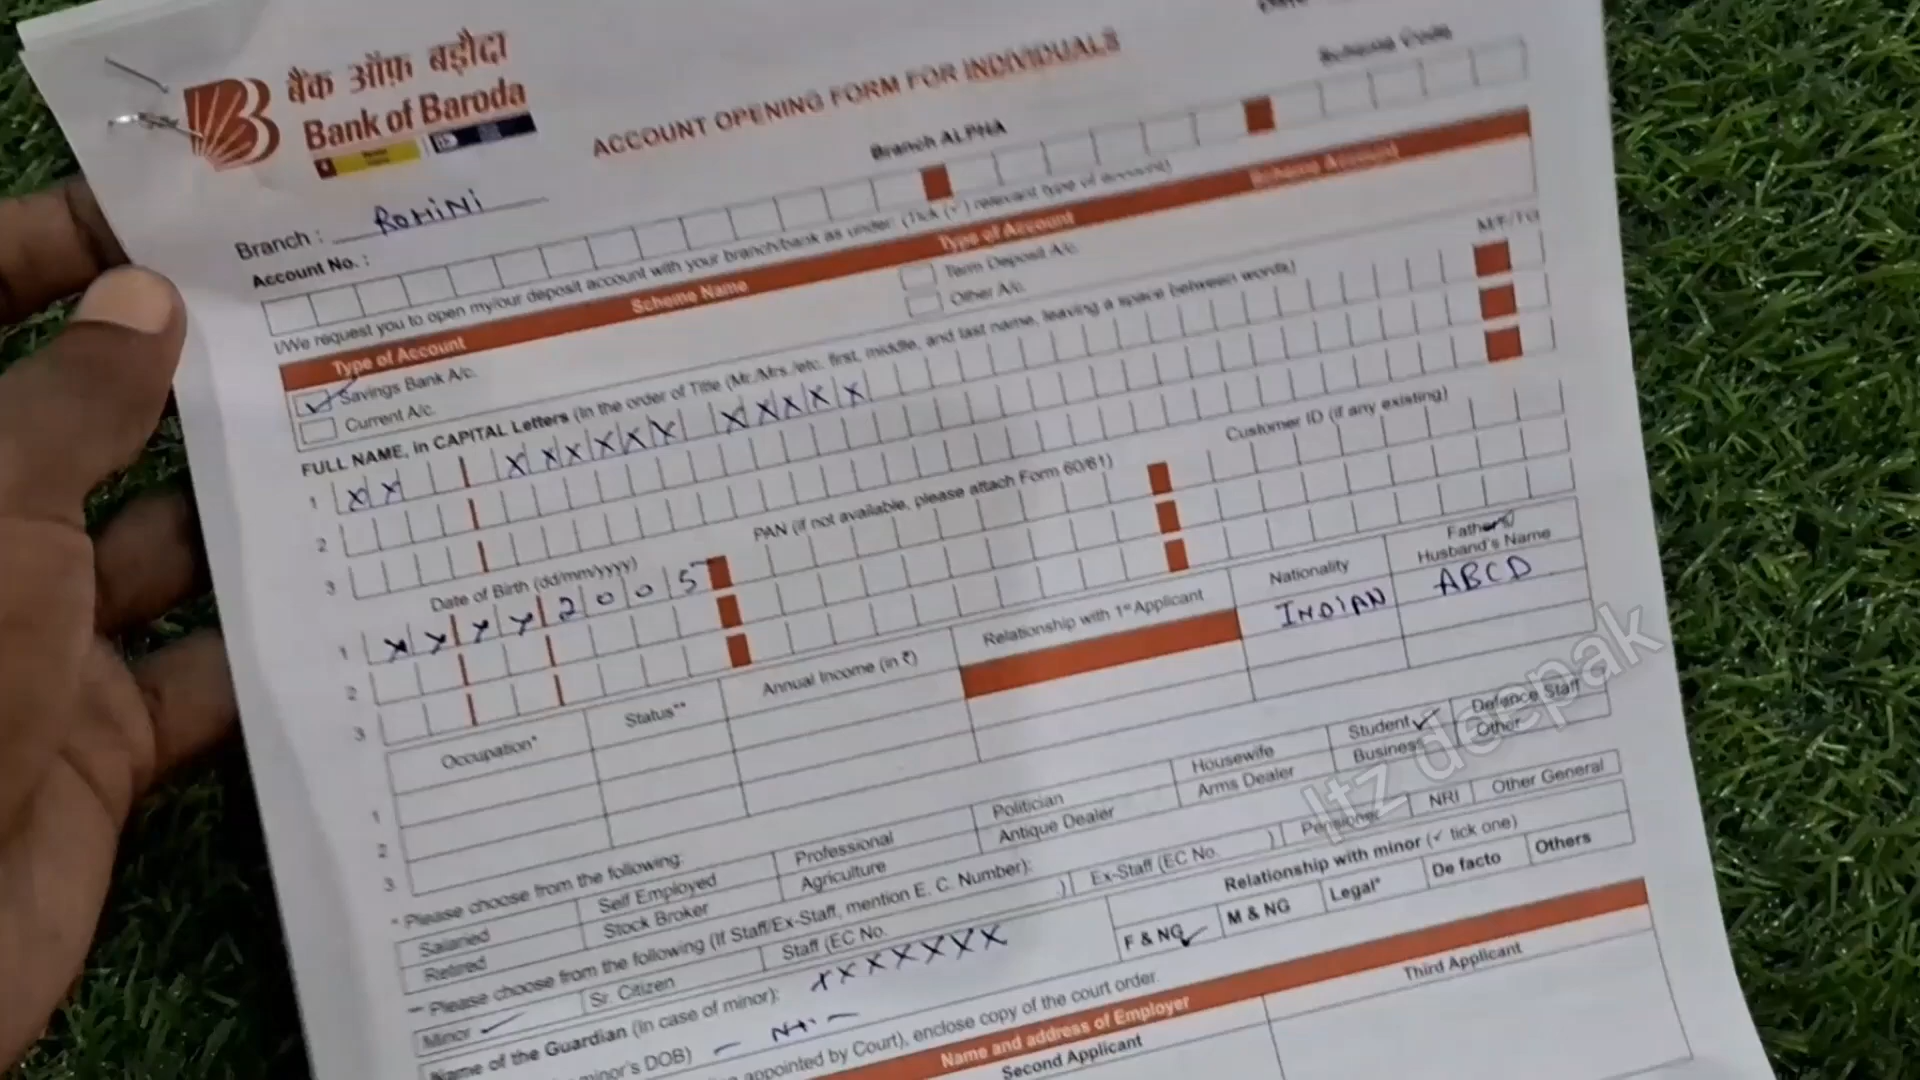 बैंक ऑफ़ बड़ौदा
Bank of Baroda
ACCOUNT OPENING FORM FOR INDIVIDUALS
Branch ALPHA
Branch : ROHINI
Account No. :
I/We request you to open my/our deposit account with your branch/bank as under: (Tick (✓) relevant type of account)
Type of Account Scheme Name Type of Account Scheme Account
✓ Savings Bank A/c. Term Deposit A/c.
Current A/c. Other A/c.
FULL NAME, in CAPITAL Letters (In the order of Title (Mr./Mrs./etc. first, middle, and last name, leaving a space between words)
1 X X X X X X X X X X X X X
2
3
Date of Birth (dd/mm/yyyy) PAN (if not available, please attach Form 60/61) Customer ID (if any existing)
1 X X Y Y 2 0 0 5
2
3
Occupation* Status** Annual Income (in ₹) Relationship with 1st Applicant Nationality Father's/ Husband's Name
1 INDIAN ABCD
2
3
* Please choose from the following:
Salaried Self Employed Professional Politician Housewife Student ✓ Defence Staff
Retired Stock Broker Agriculture Antique Dealer Arms Dealer Business Other
** Please choose from the following (If Staff/Ex-Staff, mention E. C. Number):
Minor ✓ Sr. Citizen Staff (EC No. ) Ex-Staff (EC No. ) Pensioner NRI Other General
Name of the Guardian (in case of minor): XXXXXXX
Relationship with minor (✓ tick one)
F & NG ✓ M & NG Legal* De facto Others
minor's DOB)
appointed by Court), enclose copy of the court order.
Name and address of Employer
Second Applicant Third Applicant
Itz deepak